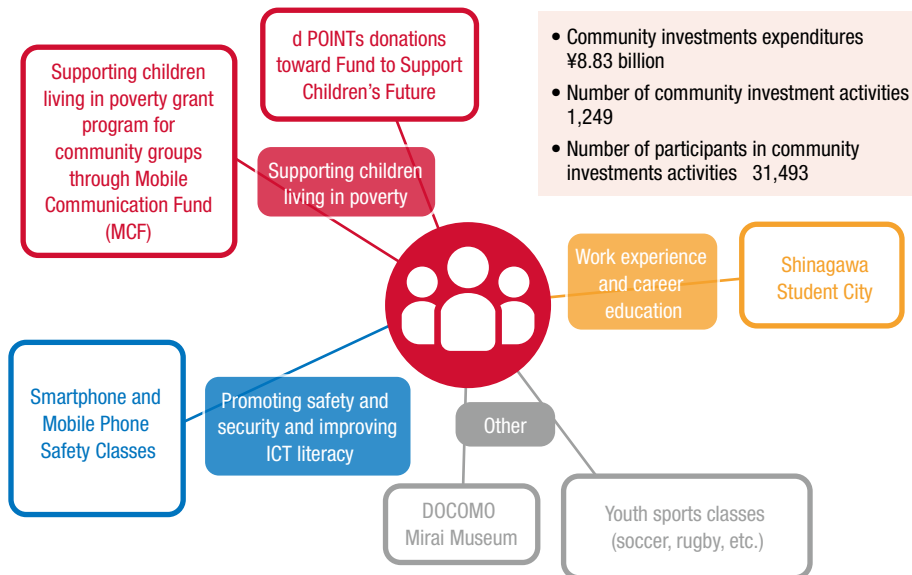 Supporting children
living in poverty grant
program for
community groups
through Mobile
Communication Fund
(MCF)
d POINTs donations
toward Fund to Support
Children's Future
• Community investments expenditures
¥8.83 billion
• Number of community investment activities
1,249
• Number of participants in community
investments activities 31,493
Supporting children
living in poverty
Work experience
and career
education
Shinagawa
Student City
Smartphone and
Mobile Phone
Safety Classes
Promoting safety and
security and improving
ICT literacy
Other
DOCOMO
Mirai Museum
Youth sports classes
(soccer, rugby, etc.)